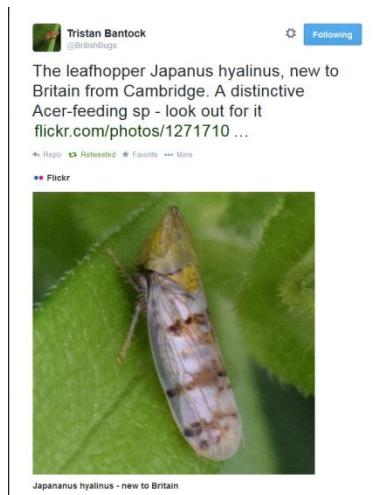 Tristan Bantock
@BritishBugs
Following
The leafhopper Japanus hyalinus, new to
Britain from Cambridge. A distinctive
Acer-feeding sp - look out for it
flickr.com/photos/1271710 ...
Reply Retweeted Favorite More
Flickr
Japananus hyalinus - new to Britain